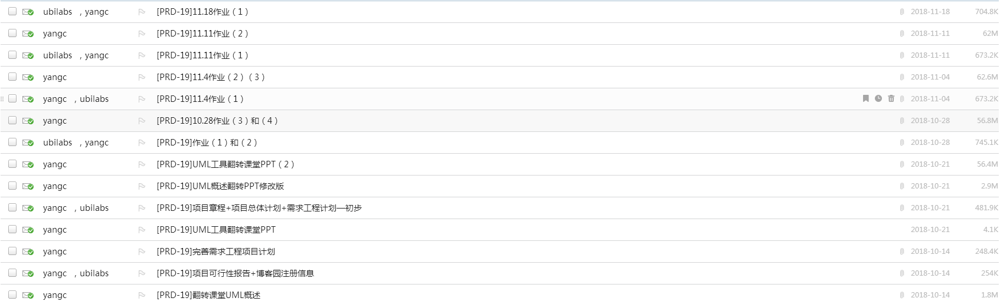 ubilabs , yangc [PRD-19]11.18作业（1） 2018-11-18 704.8K
yangc [PRD-19]11.11作业（2） 2018-11-11 62M
ubilabs , yangc [PRD-19]11.11作业（1） 2018-11-11 673.2K
yangc [PRD-19]11.4作业（2）（3） 2018-11-04 62.6M
yangc , ubilabs [PRD-19]11.4作业（1） 2018-11-04 673.2K
yangc [PRD-19]10.28作业（3）和（4） 2018-10-28 56.8M
ubilabs , yangc [PRD-19]作业（1）和（2） 2018-10-28 745.1K
yangc [PRD-19]UML工具翻转课堂PPT（2） 2018-10-21 56.4M
yangc [PRD-19]UML概述翻转PPT修改版 2018-10-21 2.9M
yangc , ubilabs [PRD-19]项目章程+项目总体计划+需求工程计划—初步 2018-10-21 481.9K
yangc [PRD-19]UML工具翻转课堂PPT 2018-10-21 4.1K
yangc [PRD-19]完善需求工程项目计划 2018-10-14 248.4K
yangc , ubilabs [PRD-19]项目可行性报告+博客园注册信息 2018-10-14 254K
yangc [PRD-19]翻转课堂UML概述 2018-10-14 1.8M